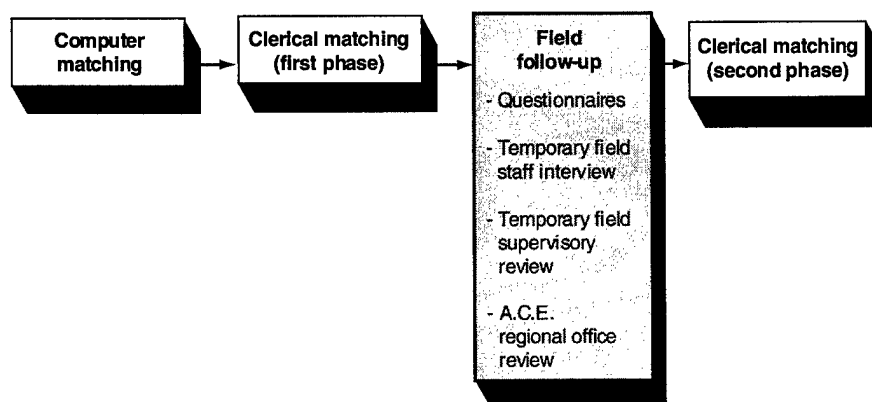 Computer
matching
Clerical matching
(first phase)
Field
follow-up
- Questionnaires
- Temporary field
staff interview
- Temporary field
supervisory
review
- A.C.E.
regional office
review
Clerical matching
(second phase)